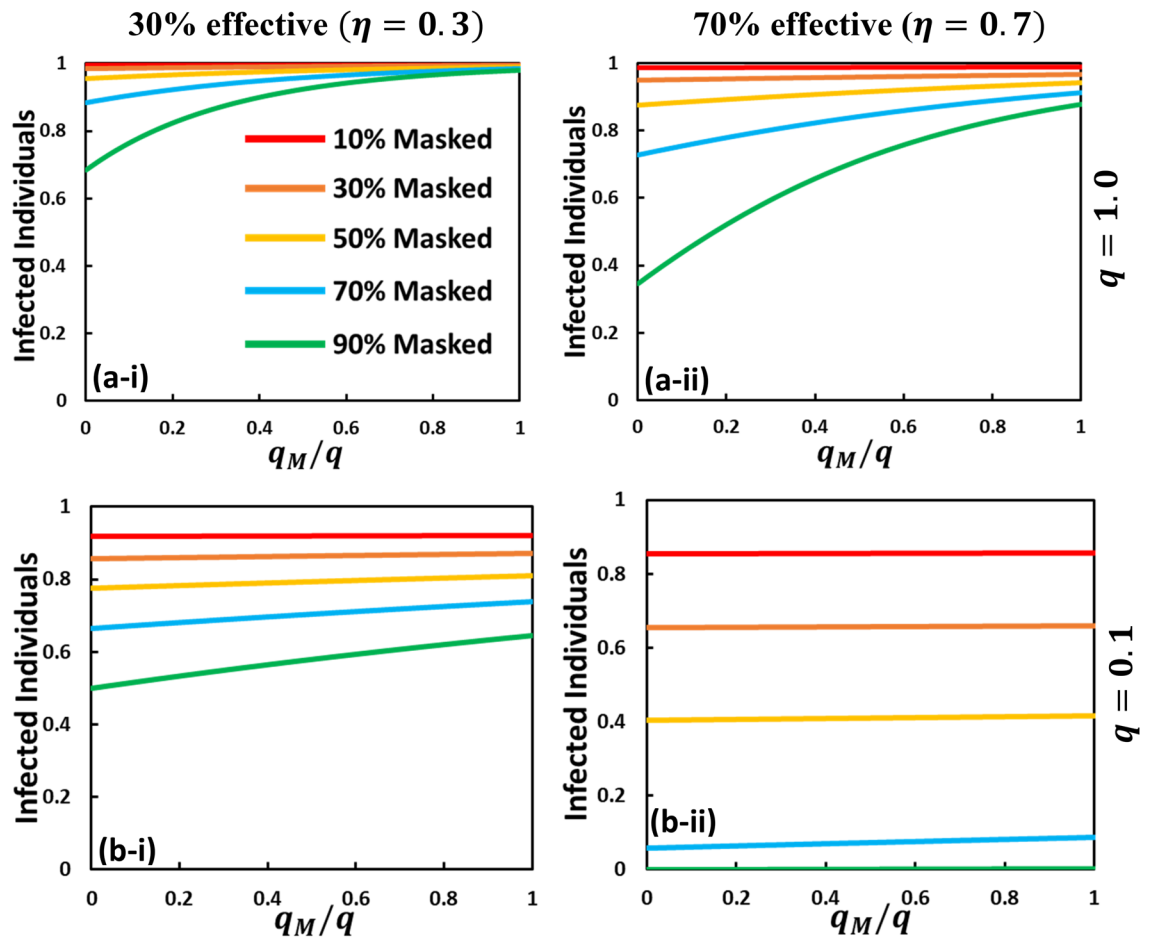 30% effective (η = 0.3)
70% effective (η = 0.7)
Infected Individuals
1
0.8
0.6
0.4
0.2
0
10% Masked
30% Masked
50% Masked
70% Masked
90% Masked
(a-i)
0 0.2 0.4 0.6 0.8 1
q_M/q
Infected Individuals
1
0.8
0.6
0.4
0.2
0
(a-ii)
0 0.2 0.4 0.6 0.8 1
q_M/q
q = 1.0
Infected Individuals
1
0.8
0.6
0.4
0.2
0
(b-i)
0 0.2 0.4 0.6 0.8 1
q_M/q
Infected Individuals
1
0.8
0.6
0.4
0.2
0
(b-ii)
0 0.2 0.4 0.6 0.8 1
q_M/q
q = 0.1